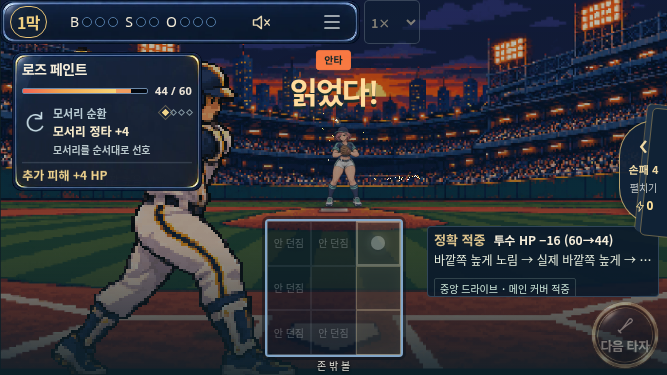 1막
B S O
1×
안타
읽었다!
로즈 페인트
44 / 60
모서리 순환
모서리 정타 +4
모서리를 순서대로 선호
추가 피해 +4 HP
손패 4
펼치기
0
안 던짐 안 던짐
안 던짐
안 던짐 안 던짐
존 밖 볼
정확 적중 투수 HP −16 (60→44)
바깥쪽 높게 노림 → 실제 바깥쪽 높게 → ···
중앙 드라이브 · 메인 커버 적중
다음 타자